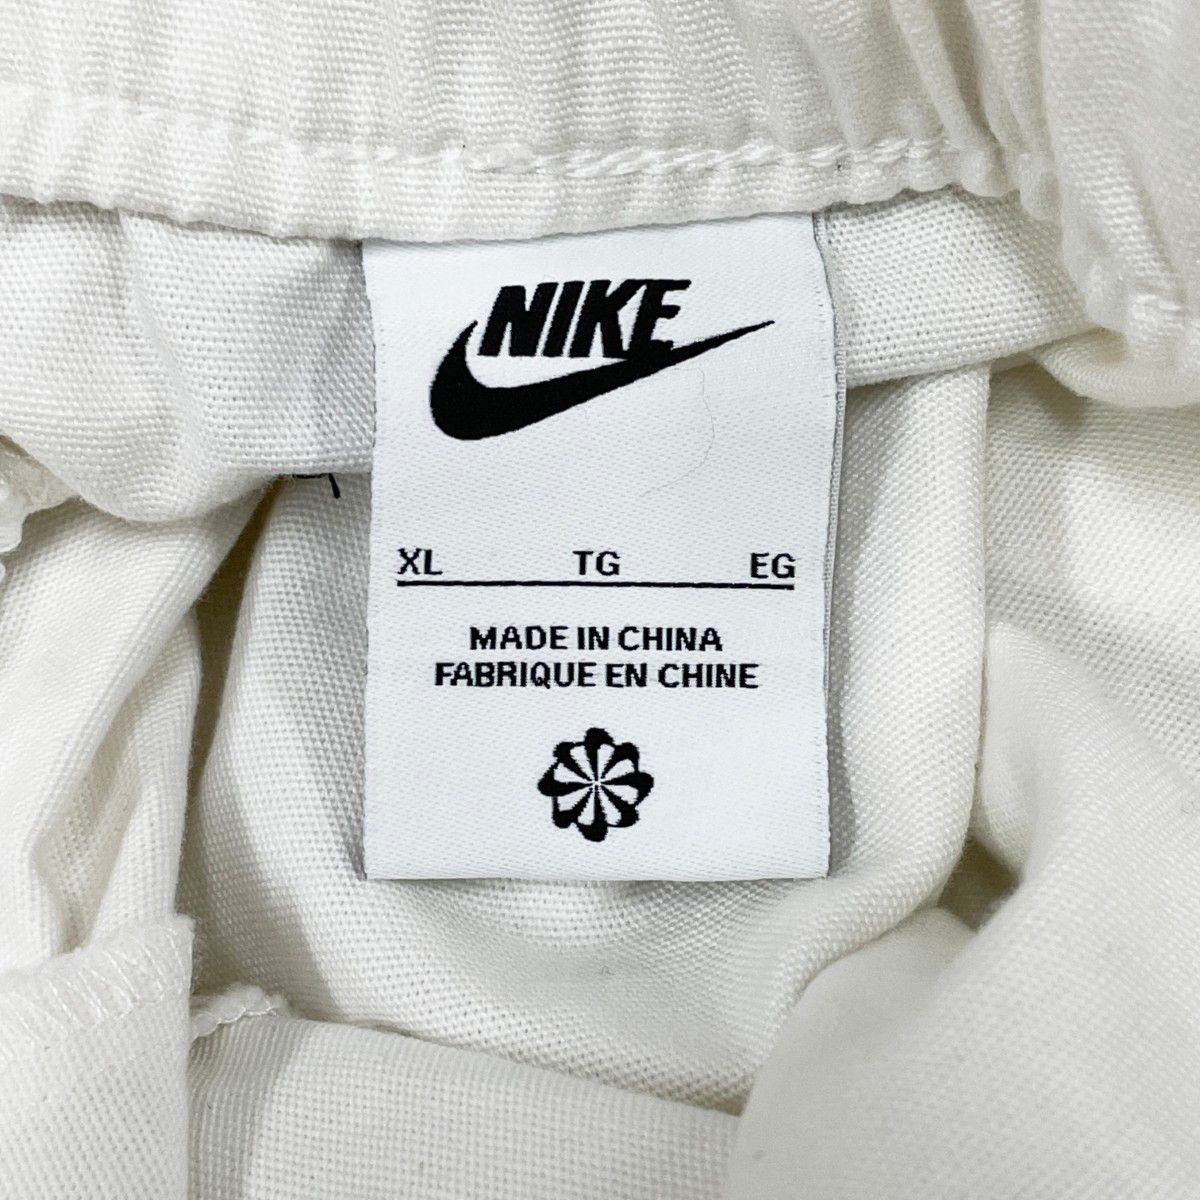 NIKE
XL TG EG
MADE IN CHINA
FABRIQUE EN CHINE